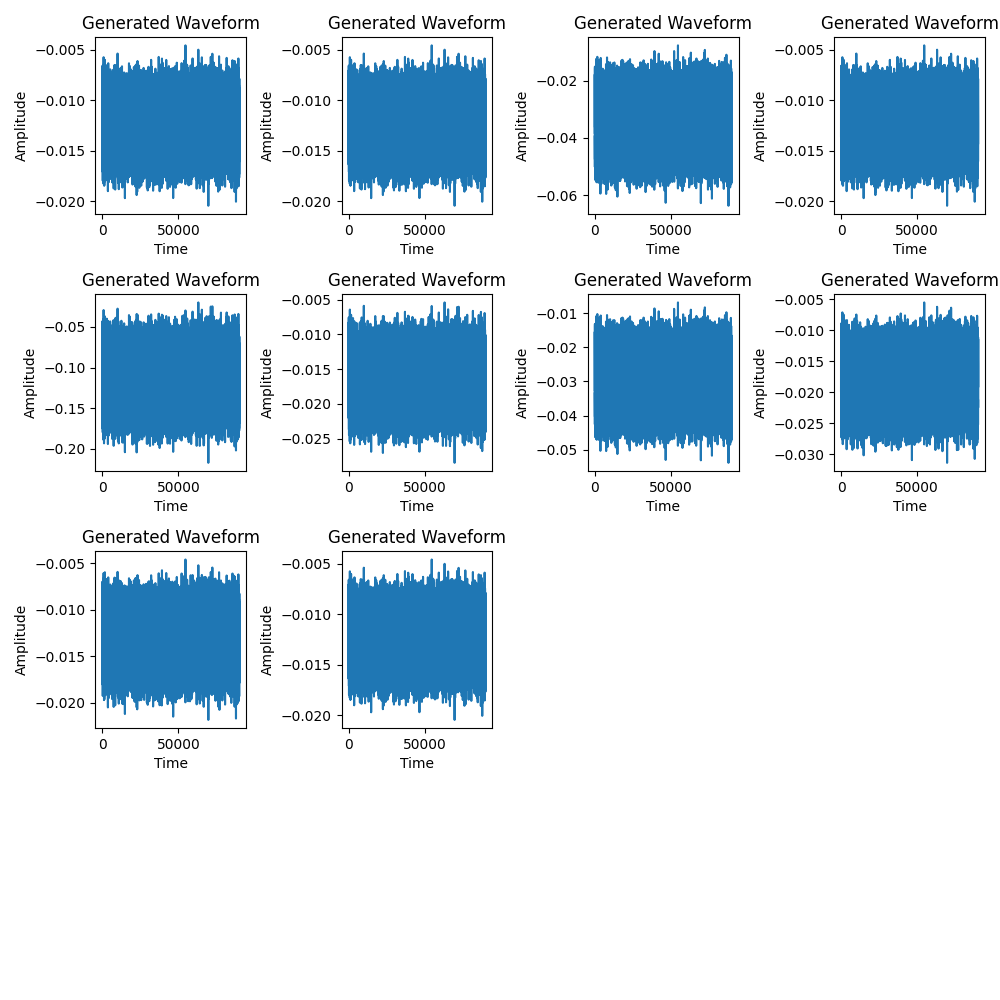 Generated Waveform Generated Waveform Generated Waveform Generated Waveform
−0.005 −0.005 −0.005
−0.02
−0.010 −0.010 −0.010
Amplitude Amplitude Amplitude Amplitude
−0.04
−0.015 −0.015 −0.015
−0.06
−0.020 −0.020 −0.020
0 50000 0 50000 0 50000 0 50000
Time Time Time Time
Generated Waveform Generated Waveform Generated Waveform Generated Waveform
−0.005 −0.005
−0.01
−0.05 −0.010 −0.010
−0.02
−0.10 −0.015 −0.015
Amplitude Amplitude Amplitude Amplitude
−0.03 −0.020
−0.15 −0.020
−0.04 −0.025
−0.20 −0.025
−0.05 −0.030
0 50000 0 50000 0 50000 0 50000
Time Time Time Time
Generated Waveform Generated Waveform
−0.005 −0.005
−0.010 −0.010
Amplitude Amplitude
−0.015 −0.015
−0.020 −0.020
0 50000 0 50000
Time Time